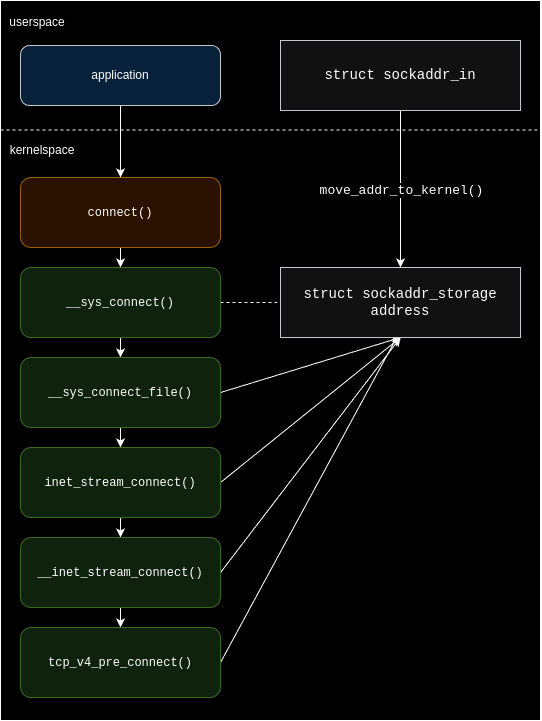 userspace
application
struct sockaddr_in
kernelspace
move_addr_to_kernel()
connect()
__sys_connect()
struct sockaddr_storage
address
__sys_connect_file()
inet_stream_connect()
__inet_stream_connect()
tcp_v4_pre_connect()